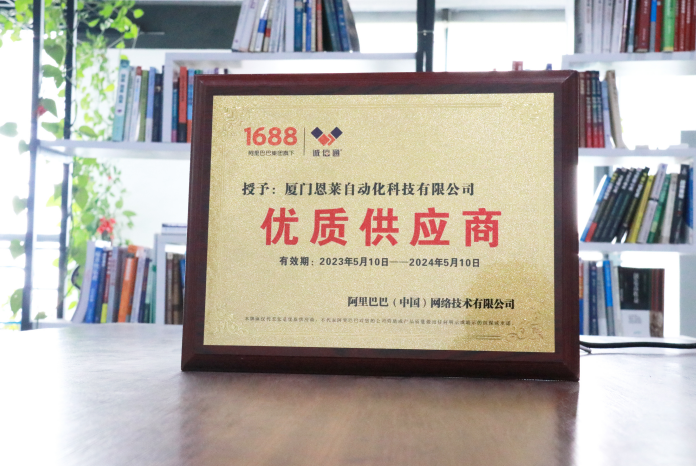 1688
阿里巴巴集团旗下
诚信通
授予：厦门恩莱自动化科技有限公司
优质供应商
有效期：2023年5月10日——2024年5月10日
阿里巴巴（中国）网络技术有限公司